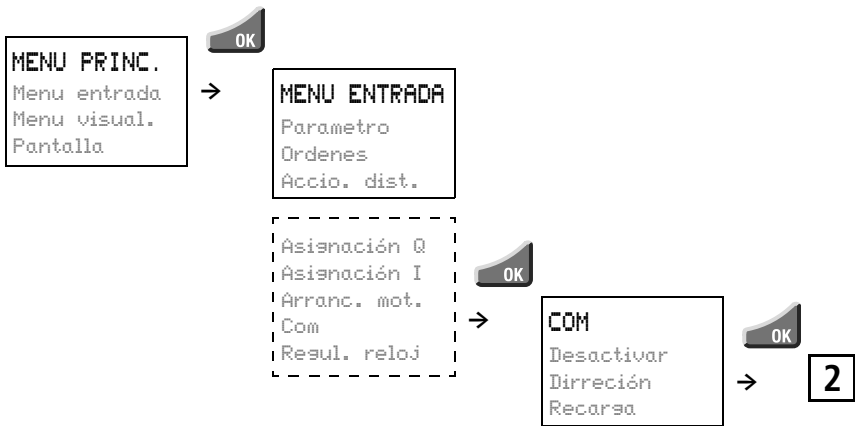 OK
MENU PRINC.
Menu entrada
Menu visual.
Pantalla
MENU ENTRADA
Parametro
Ordenes
Accio. dist.
Asignación Q
Asignación I
Arranc. mot.
Com
Regul. reloj
OK
COM
Desactivar
Dirreción
Recarga
OK
2